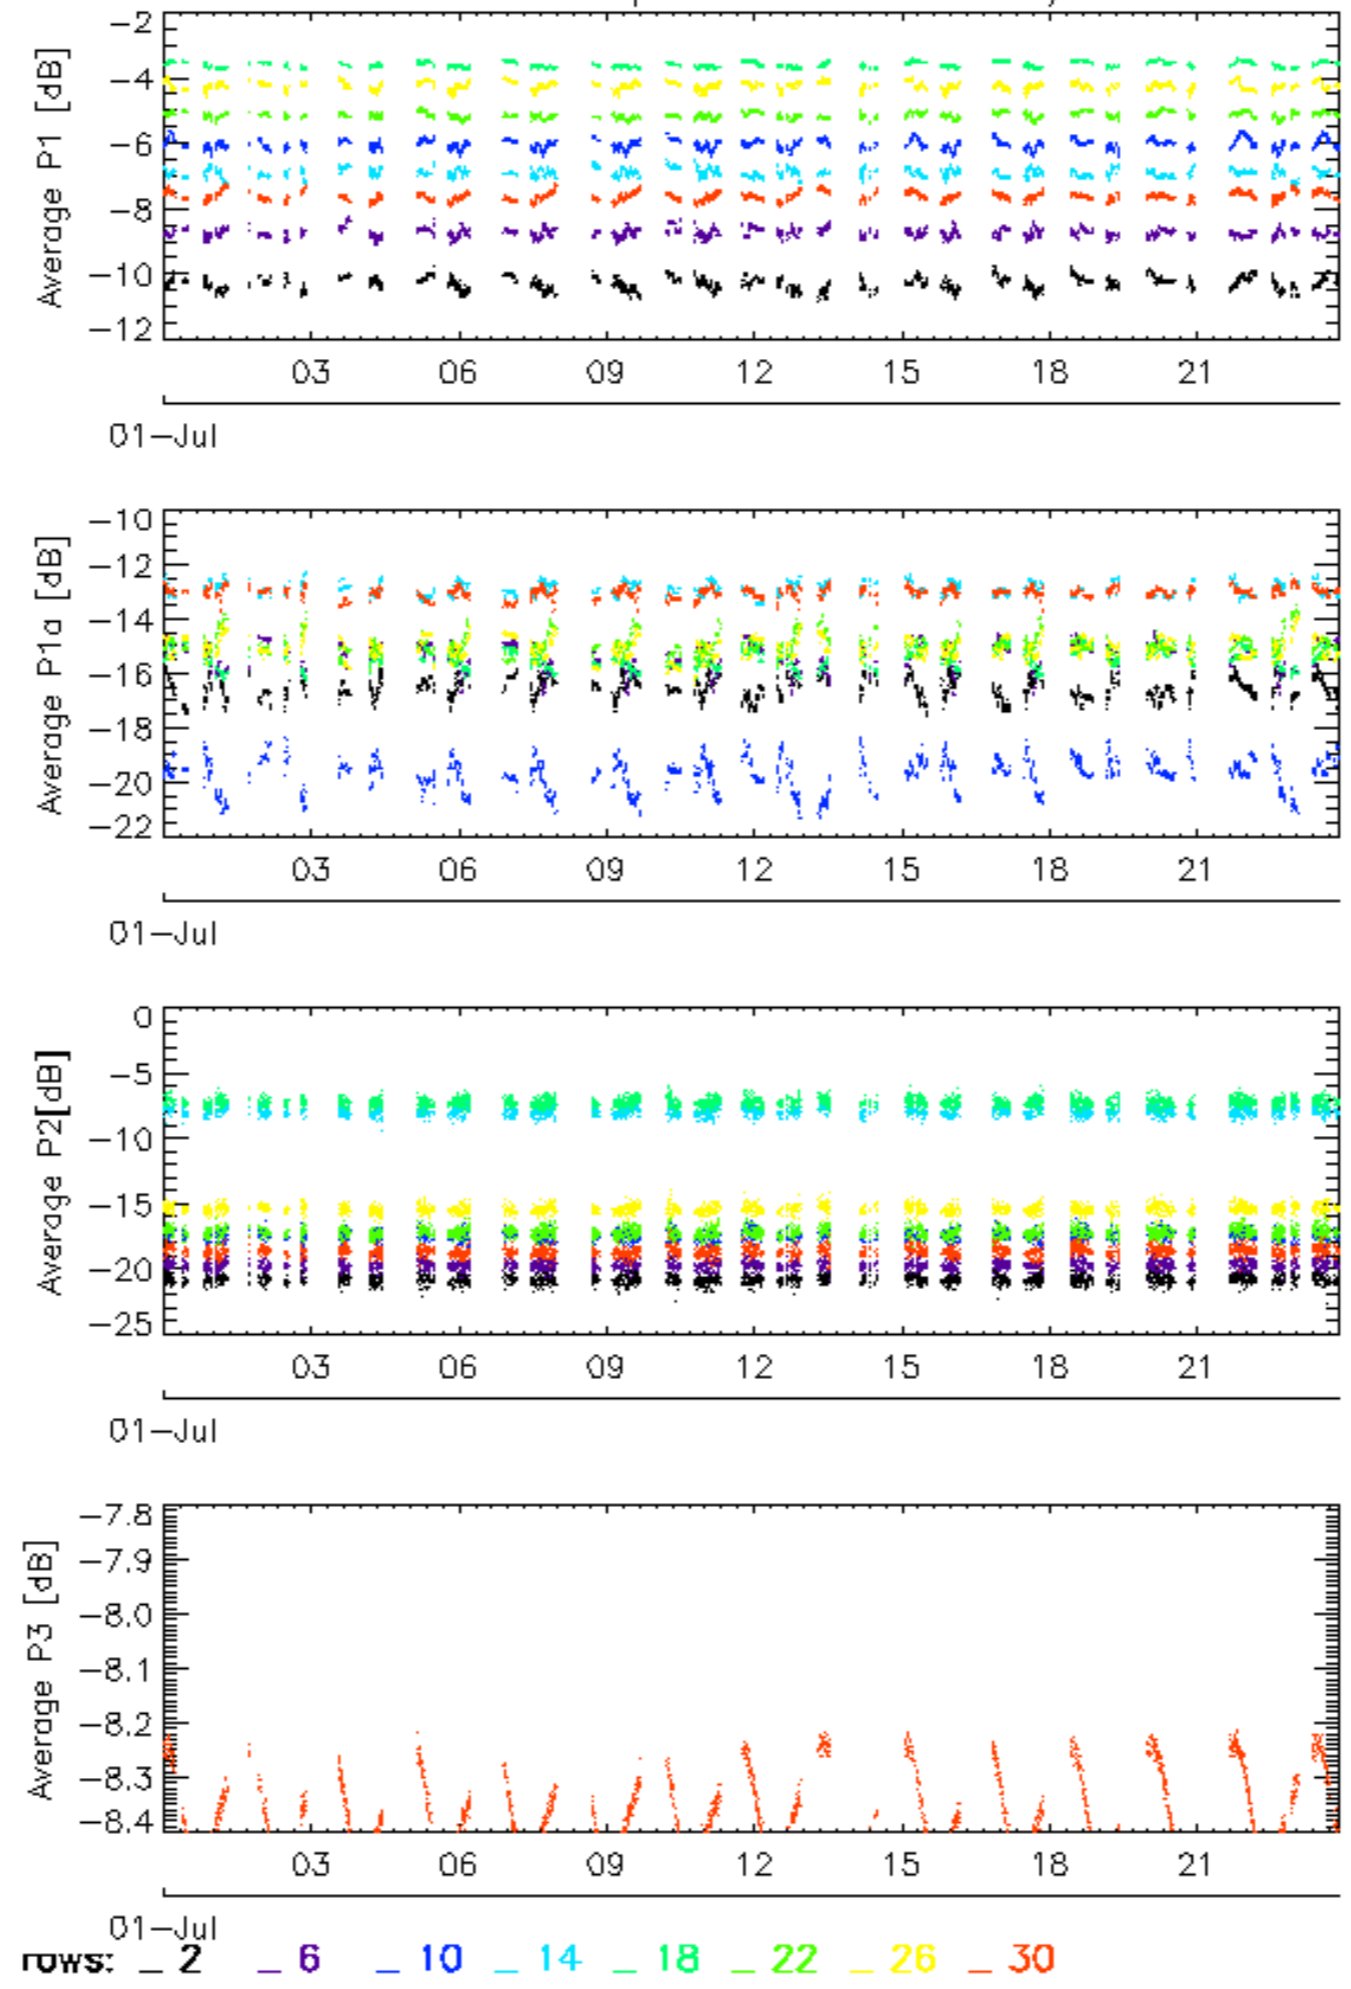 Average P1 [dB]
−2
−4
−6
−8
−10
−12
03 06 09 12 15 18 21
01−Jul
Average P1a [dB]
−10
−12
−14
−16
−18
−20
−22
03 06 09 12 15 18 21
01−Jul
Average P2[dB]
0
−5
−10
−15
−20
−25
03 06 09 12 15 18 21
01−Jul
Average P3 [dB]
−7.8
−7.9
−8.0
−8.1
−8.2
−8.3
−8.4
03 06 09 12 15 18 21
01−Jul
rows: _ 2 _ 6 _ 10 _ 14 _ 18 _ 22 _ 26 _ 30